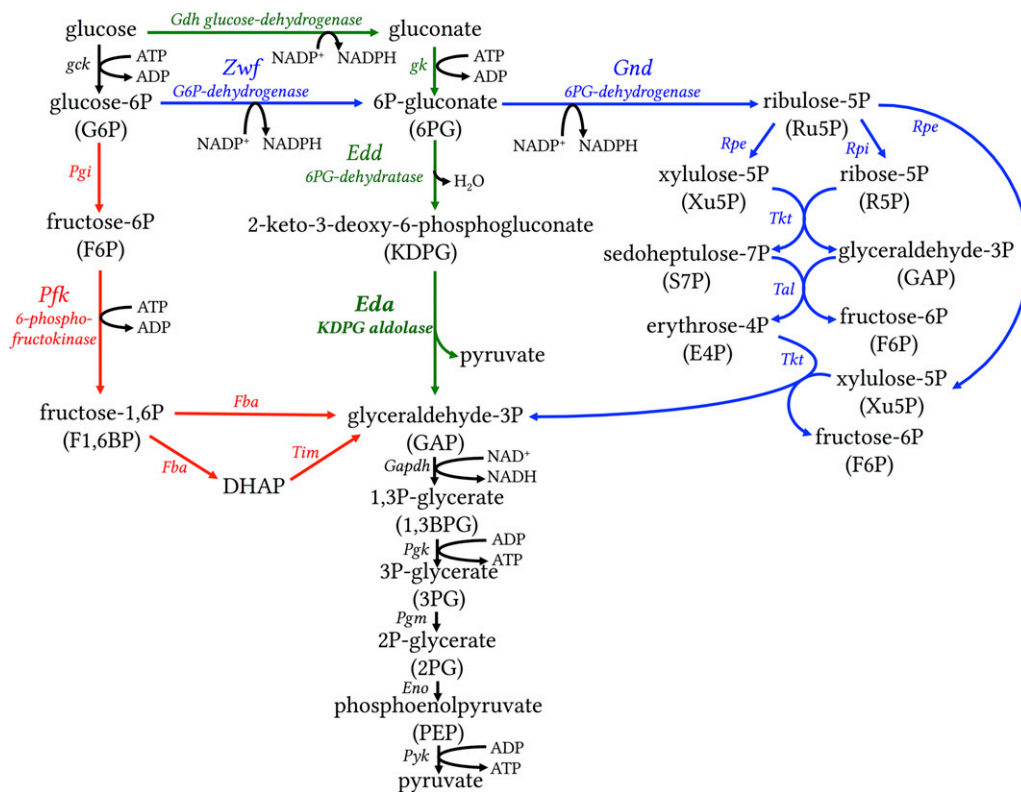 glucose
Gdh glucose-dehydrogenase
gluconate
NADP⁺
NADPH
gck
ATP
ADP
gk
ATP
ADP
Zwf
G6P-dehydrogenase
Gnd
6PG-dehydrogenase
glucose-6P
(G6P)
6P-gluconate
(6PG)
ribulose-5P
(Ru5P)
NADP⁺
NADPH
NADP⁺
NADPH
Rpe
Rpi
Rpe
Pgi
Edd
6PG-dehydratase
H₂O
xylulose-5P
(Xu5P)
ribose-5P
(R5P)
Tkt
fructose-6P
(F6P)
2-keto-3-deoxy-6-phosphogluconate
(KDPG)
sedoheptulose-7P
(S7P)
glyceraldehyde-3P
(GAP)
Tal
Pfk
6-phospho-
fructokinase
ATP
ADP
Eda
KDPG aldolase
pyruvate
erythrose-4P
(E4P)
fructose-6P
(F6P)
Tkt
xylulose-5P
(Xu5P)
fructose-6P
(F6P)
fructose-1,6P
(F1,6BP)
Fba
glyceraldehyde-3P
(GAP)
Fba
Tim
DHAP
Gapdh
NAD⁺
NADH
1,3P-glycerate
(1,3BPG)
Pgk
ADP
ATP
3P-glycerate
(3PG)
Pgm
2P-glycerate
(2PG)
Eno
phosphoenolpyruvate
(PEP)
Pyk
ADP
ATP
pyruvate